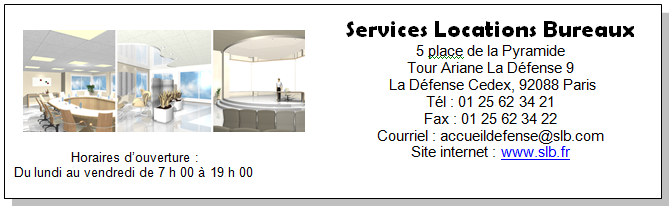 Services Locations Bureaux
5 place de la Pyramide
Tour Ariane La Défense 9
La Défense Cedex, 92088 Paris
Tél : 01 25 62 34 21
Fax : 01 25 62 34 22
Courriel : accueildefense@slb.com
Site internet : www.slb.fr
Horaires d'ouverture :
Du lundi au vendredi de 7 h 00 à 19 h 00